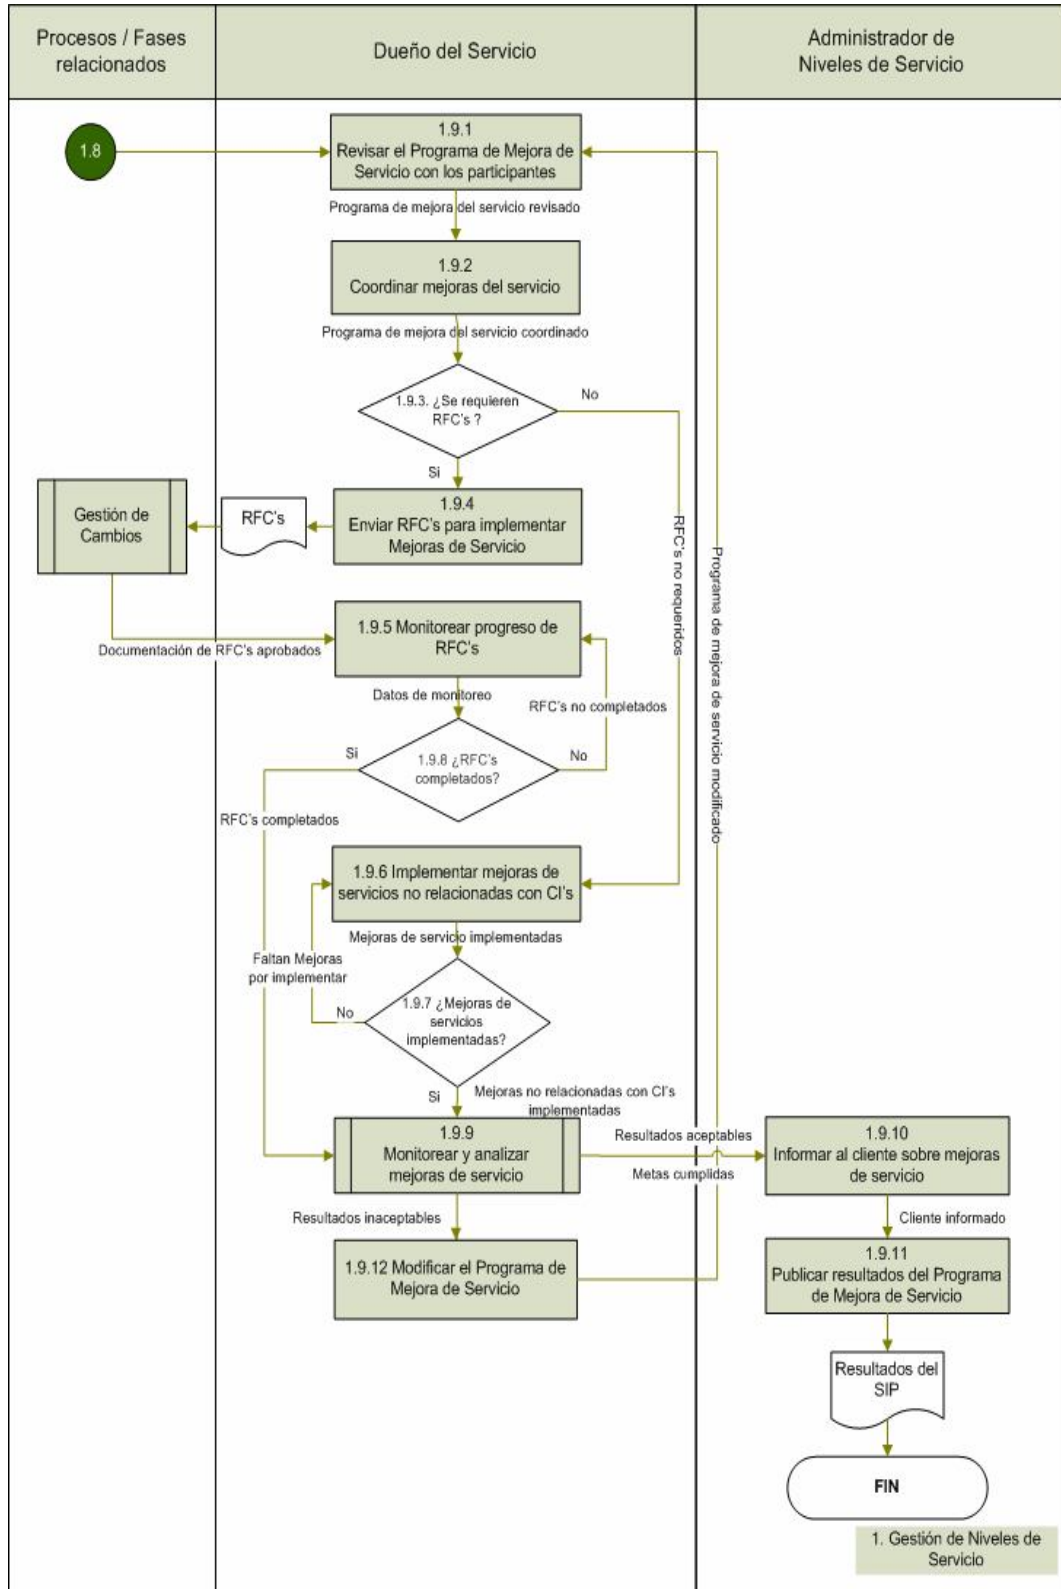 Procesos / Fases
relacionados
Dueño del Servicio
Administrador de
Niveles de Servicio
1.8
1.9.1
Revisar el Programa de Mejora de
Servicio con los participantes
Programa de mejora del servicio revisado
1.9.2
Coordinar mejoras del servicio
Programa de mejora del servicio coordinado
1.9.3. ¿Se requieren
RFC's ?
No
Si
Gestión de
Cambios
RFC's
1.9.4
Enviar RFC's para implementar
Mejoras de Servicio
RFC's no requeridos
Programa de mejora de servicio modificado
1.9.5 Monitorear progreso de
RFC's
Documentación de RFC's aprobados
Datos de monitoreo
RFC's no completados
Si
1.9.8 ¿RFC's
completados?
No
RFC's completados
1.9.6 Implementar mejoras de
servicios no relacionadas con CI's
Mejoras de servicio implementadas
Faltan Mejoras
por implementar
1.9.7 ¿Mejoras de
servicios
implementadas?
No
Si
Mejoras no relacionadas con CI's
implementadas
1.9.9
Monitorear y analizar
mejoras de servicio
Resultados aceptables
Metas cumplidas
1.9.10
Informar al cliente sobre mejoras
de servicio
Resultados inaceptables
Cliente informado
1.9.12 Modificar el Programa de
Mejora de Servicio
1.9.11
Publicar resultados del Programa
de Mejora de Servicio
Resultados del
SIP
FIN
1. Gestión de Niveles de
Servicio